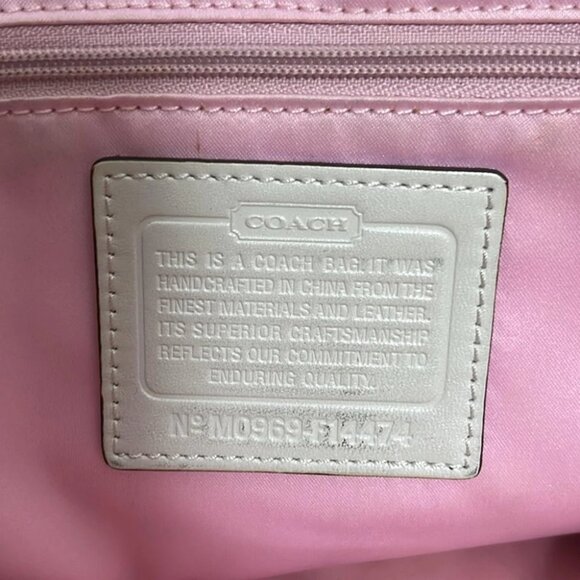 COACH
THIS IS A COACH BAG. IT WAS
HANDCRAFTED IN CHINA FROM THE
FINEST MATERIALS AND LEATHER.
ITS SUPERIOR CRAFTSMANSHIP
REFLECTS OUR COMMITMENT TO
ENDURING QUALITY.
Nº M0969-F14474